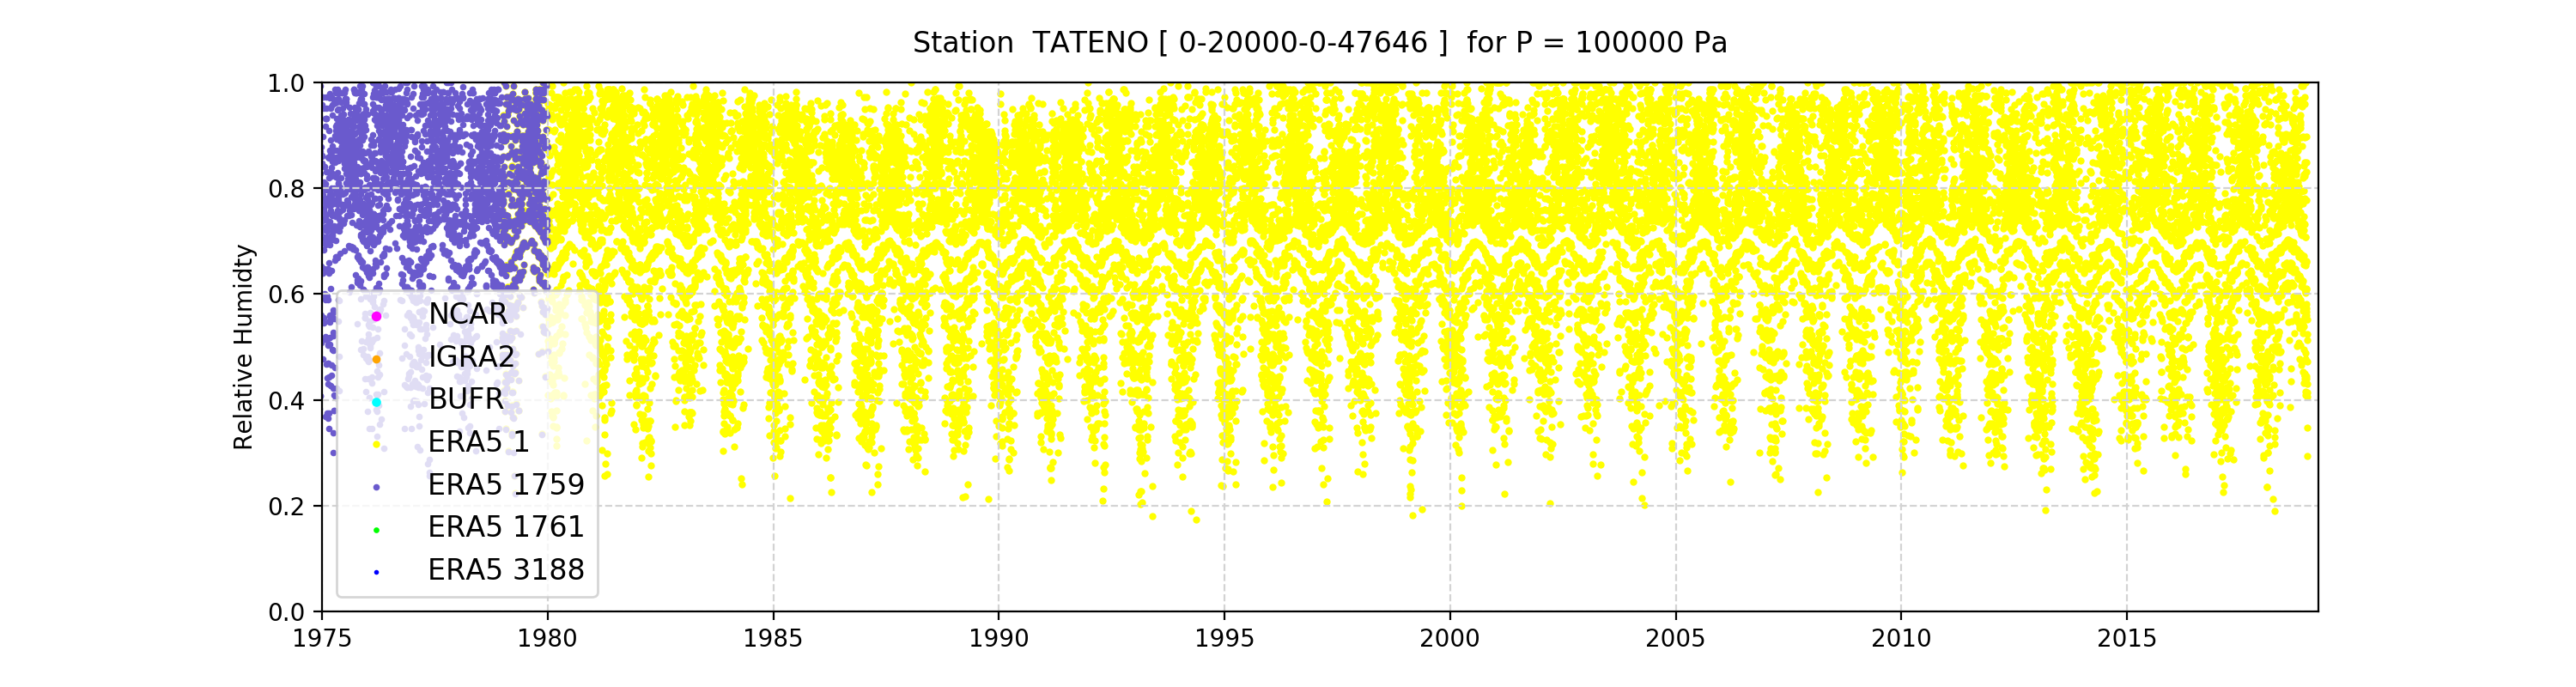 Station  TATENO [ 0-20000-0-47646 ]  for P = 100000 Pa
1.0
0.8
0.6
0.4
0.2
0.0
Relative Humidty
NCAR
IGRA2
BUFR
ERA5 1
ERA5 1759
ERA5 1761
ERA5 3188
1975 1980 1985 1990 1995 2000 2005 2010 2015